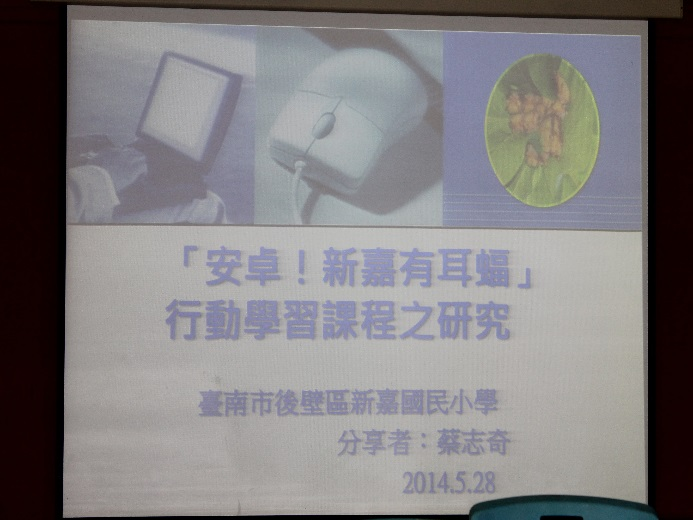 「安卓！新嘉有耳蝠」
行動學習課程之研究
臺南市後壁區新嘉國民小學
分享者：蔡志奇
2014.5.28